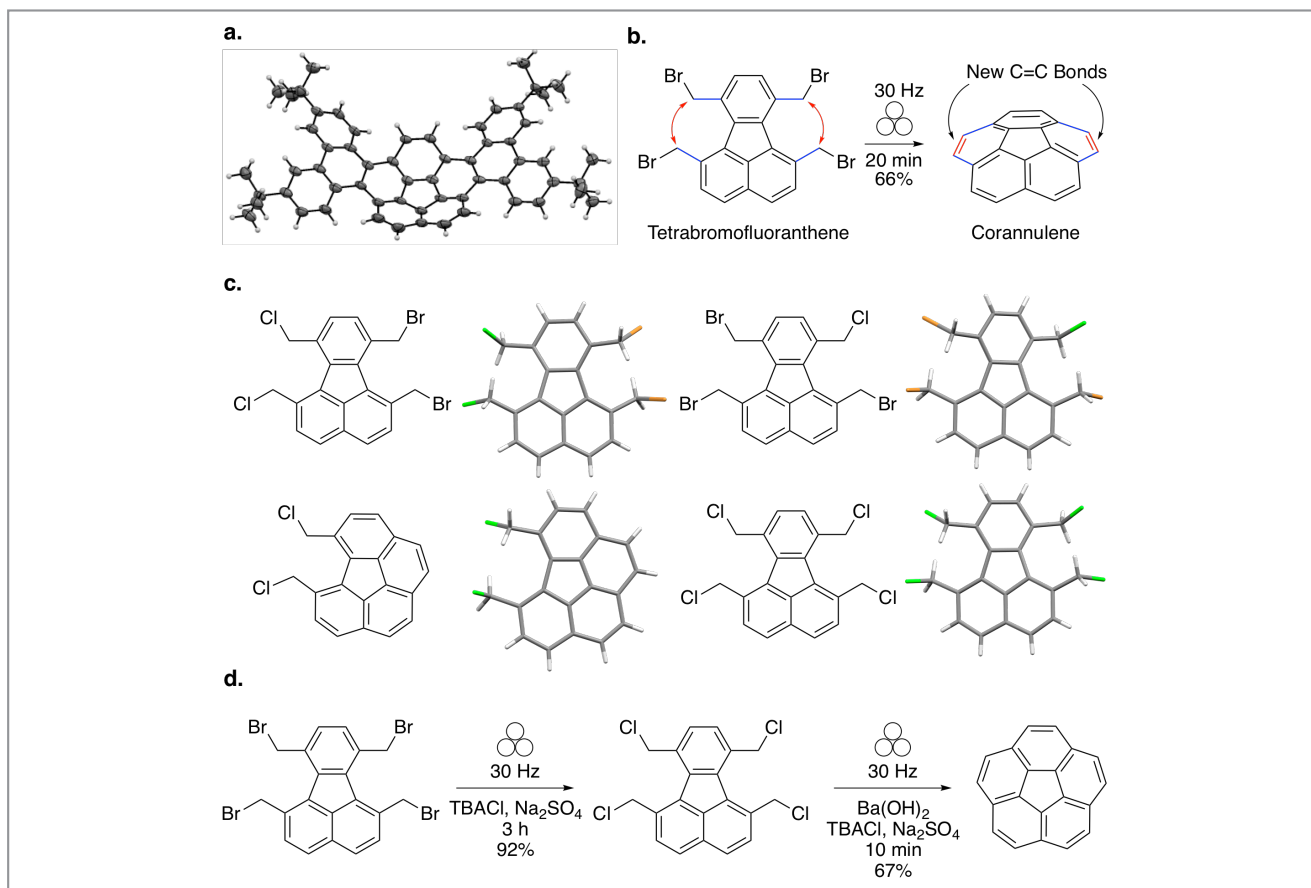 a.
b.
Br
Br
Br
Br
30 Hz
20 min
66%
New C=C Bonds
Tetrabromofluoranthene
Corannulene
c.
Cl
Br
Cl
Br
Br
Cl
Br
Br
Cl
Cl
Cl
Cl
Cl
Cl
d.
Br
Br
Br
Br
30 Hz
TBACl, Na₂SO₄
3 h
92%
Cl
Cl
Cl
Cl
30 Hz
Ba(OH)₂
TBACl, Na₂SO₄
10 min
67%